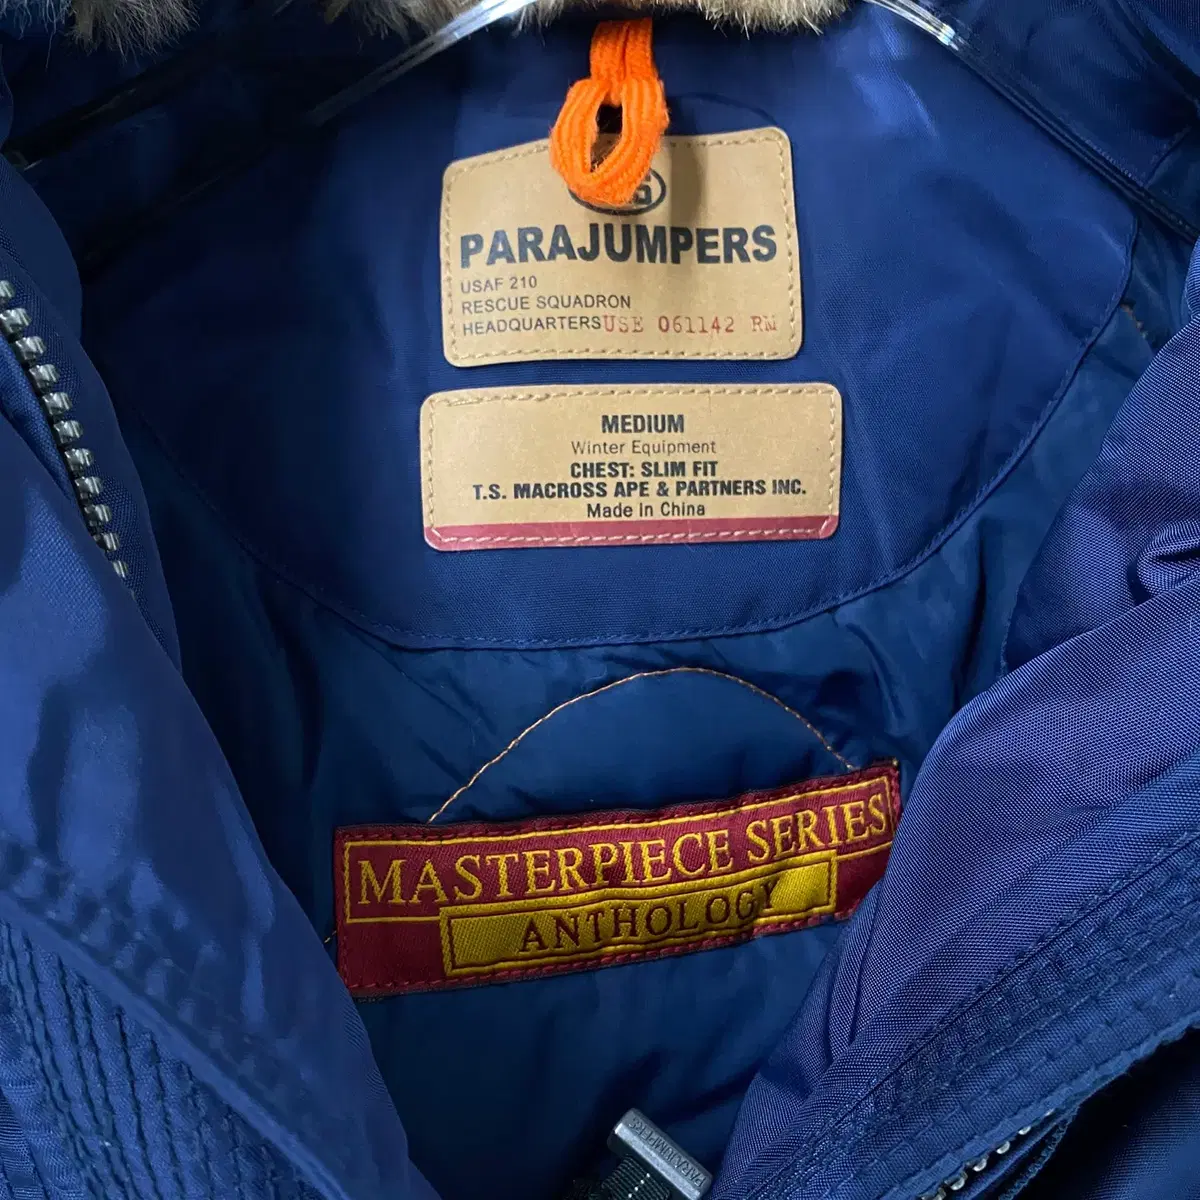 PARAJUMPERS
USAF 210
RESCUE SQUADRON
HEADQUARTERS USE 061142 RM
MEDIUM
Winter Equipment
CHEST: SLIM FIT
T.S. MACROSS APE & PARTNERS INC.
Made in China
MASTERPIECE SERIES
ANTHOLOGY
PARAJUMPERS